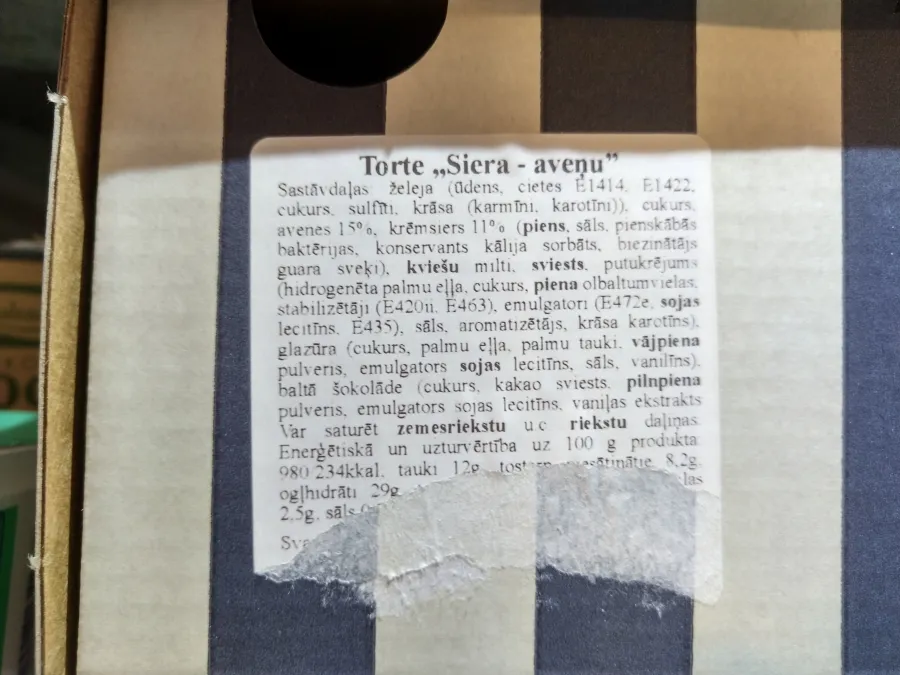 Torte „Siera - aveņu”
Sastāvdaļas želeja (ūdens, cietes E1414, E1422,
cukurs, sulfīti, krāsa (karmīni, karotīni)), cukurs,
avenes 15%, krēmsiers 11% (piens, sāls, pienskābās
baktērijas, konservants kālija sorbāts, biezinātājs
guara sveķi), kviešu milti, sviests, putukrējums
(hidrogenēta palmu eļļa, cukurs, piena olbaltumvielas,
stabilizētāji (E420ii, E463), emulgatori (E472e, sojas
lecitīns, E435), sāls, aromatizētājs, krāsa karotīns),
glazūra (cukurs, palmu eļļa, palmu tauki, vājpiena
pulveris, emulgators sojas lecitīns, sāls, vanilīns),
baltā šokolāde (cukurs, kakao sviests, pilnpiena
pulveris, emulgators sojas lecitīns, vaniļas ekstrakts
Var saturēt zemesriekstu u.c riekstu daļiņas
Enerģētiskā un uzturvērtība uz 100 g produkta
980/234kkal, tauki 12g, tostarp piesātinātie 8,2g,
ogļhidrāti 29g,
2.5g, sāls